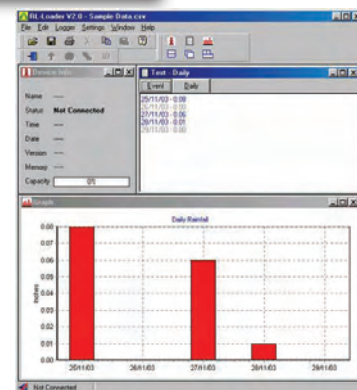 RL-Loader V2.0 - Sample Data.csv
File Edit Logger Settings Window Help
Device Info
Name ---
Status Not Connected
Time ---
Date ---
Version ---
Memory ---
Capacity 0%
Text - Daily
Event Daily
25/11/03 - 0.08
26/11/03 - 0.00
27/11/03 - 0.06
28/11/03 - 0.01
29/11/03 - 0.00
Graph
Daily Rainfall
Inches
0.08
0.07
0.06
0.05
0.04
0.03
0.02
0.01
0.00
25/11/03 26/11/03 27/11/03 28/11/03 29/11/03
Not Connected